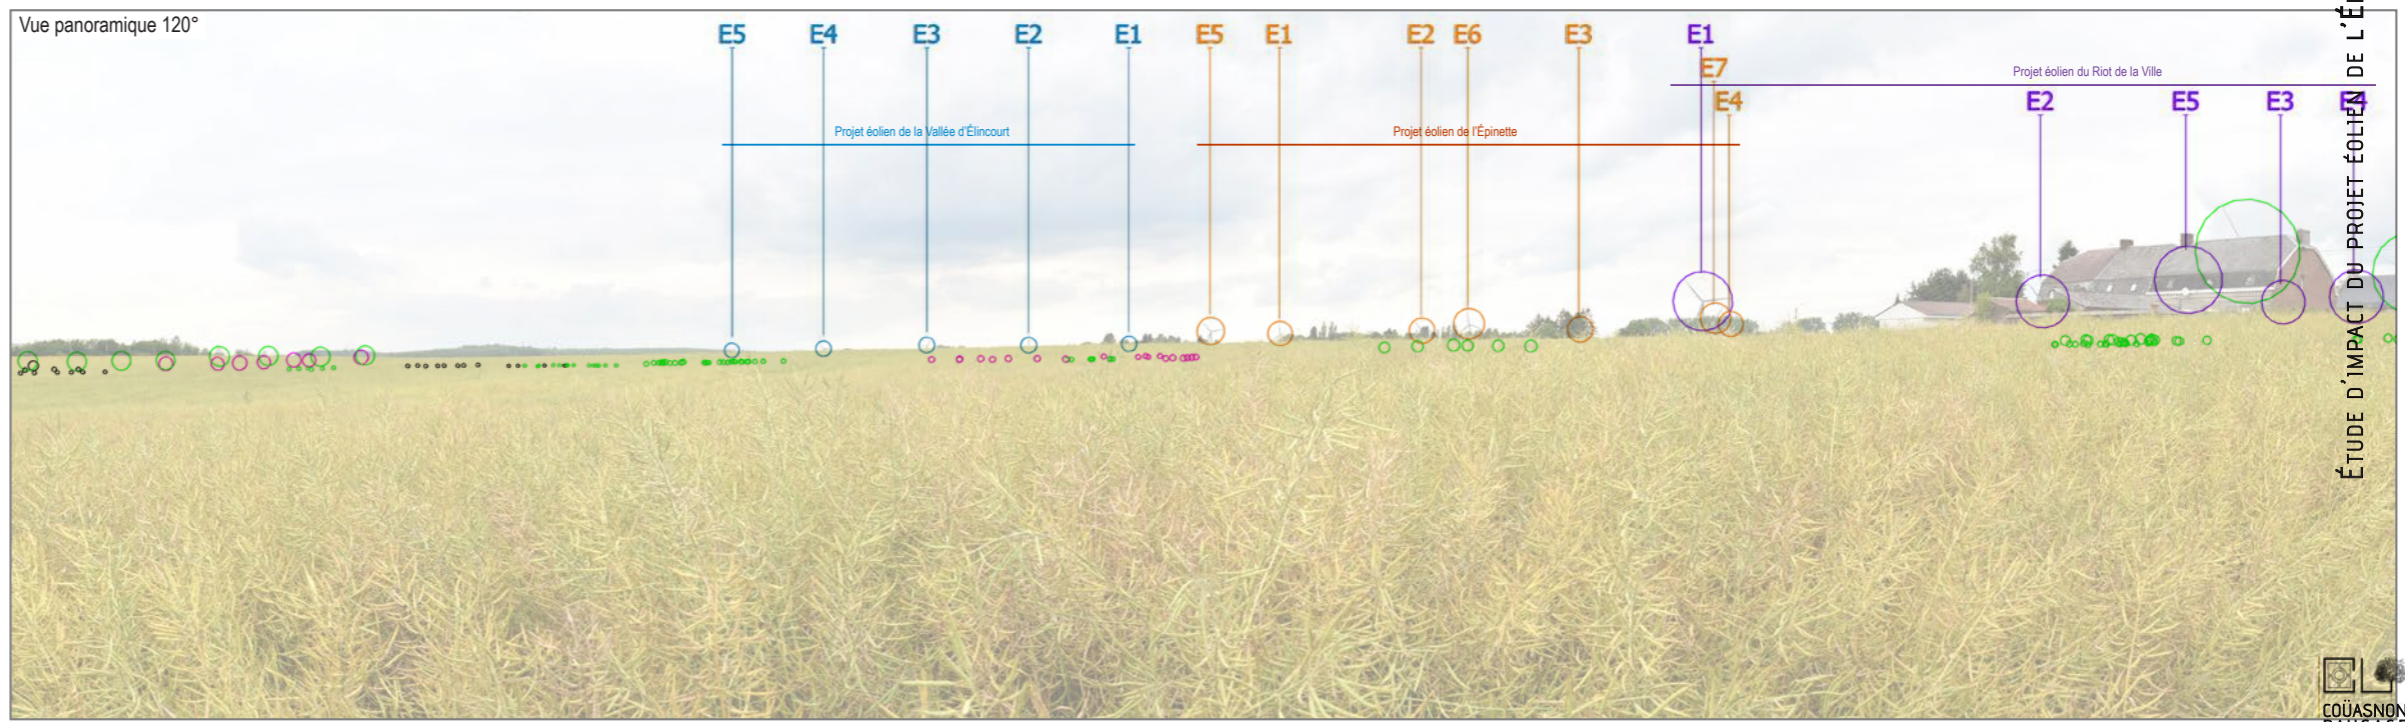 Vue panoramique 120°
E5 E4 E3 E2 E1 E5 E1 E2 E6 E3 E1
E7
Projet éolien du Riot de la Ville
E4 E2 E5 E3 E4
Projet éolien de la Vallée d'Élincourt
Projet éolien de l'Épinette
ÉTUDE D'IMPACT DU PROJET ÉOLIEN DE L'
COÜASNON